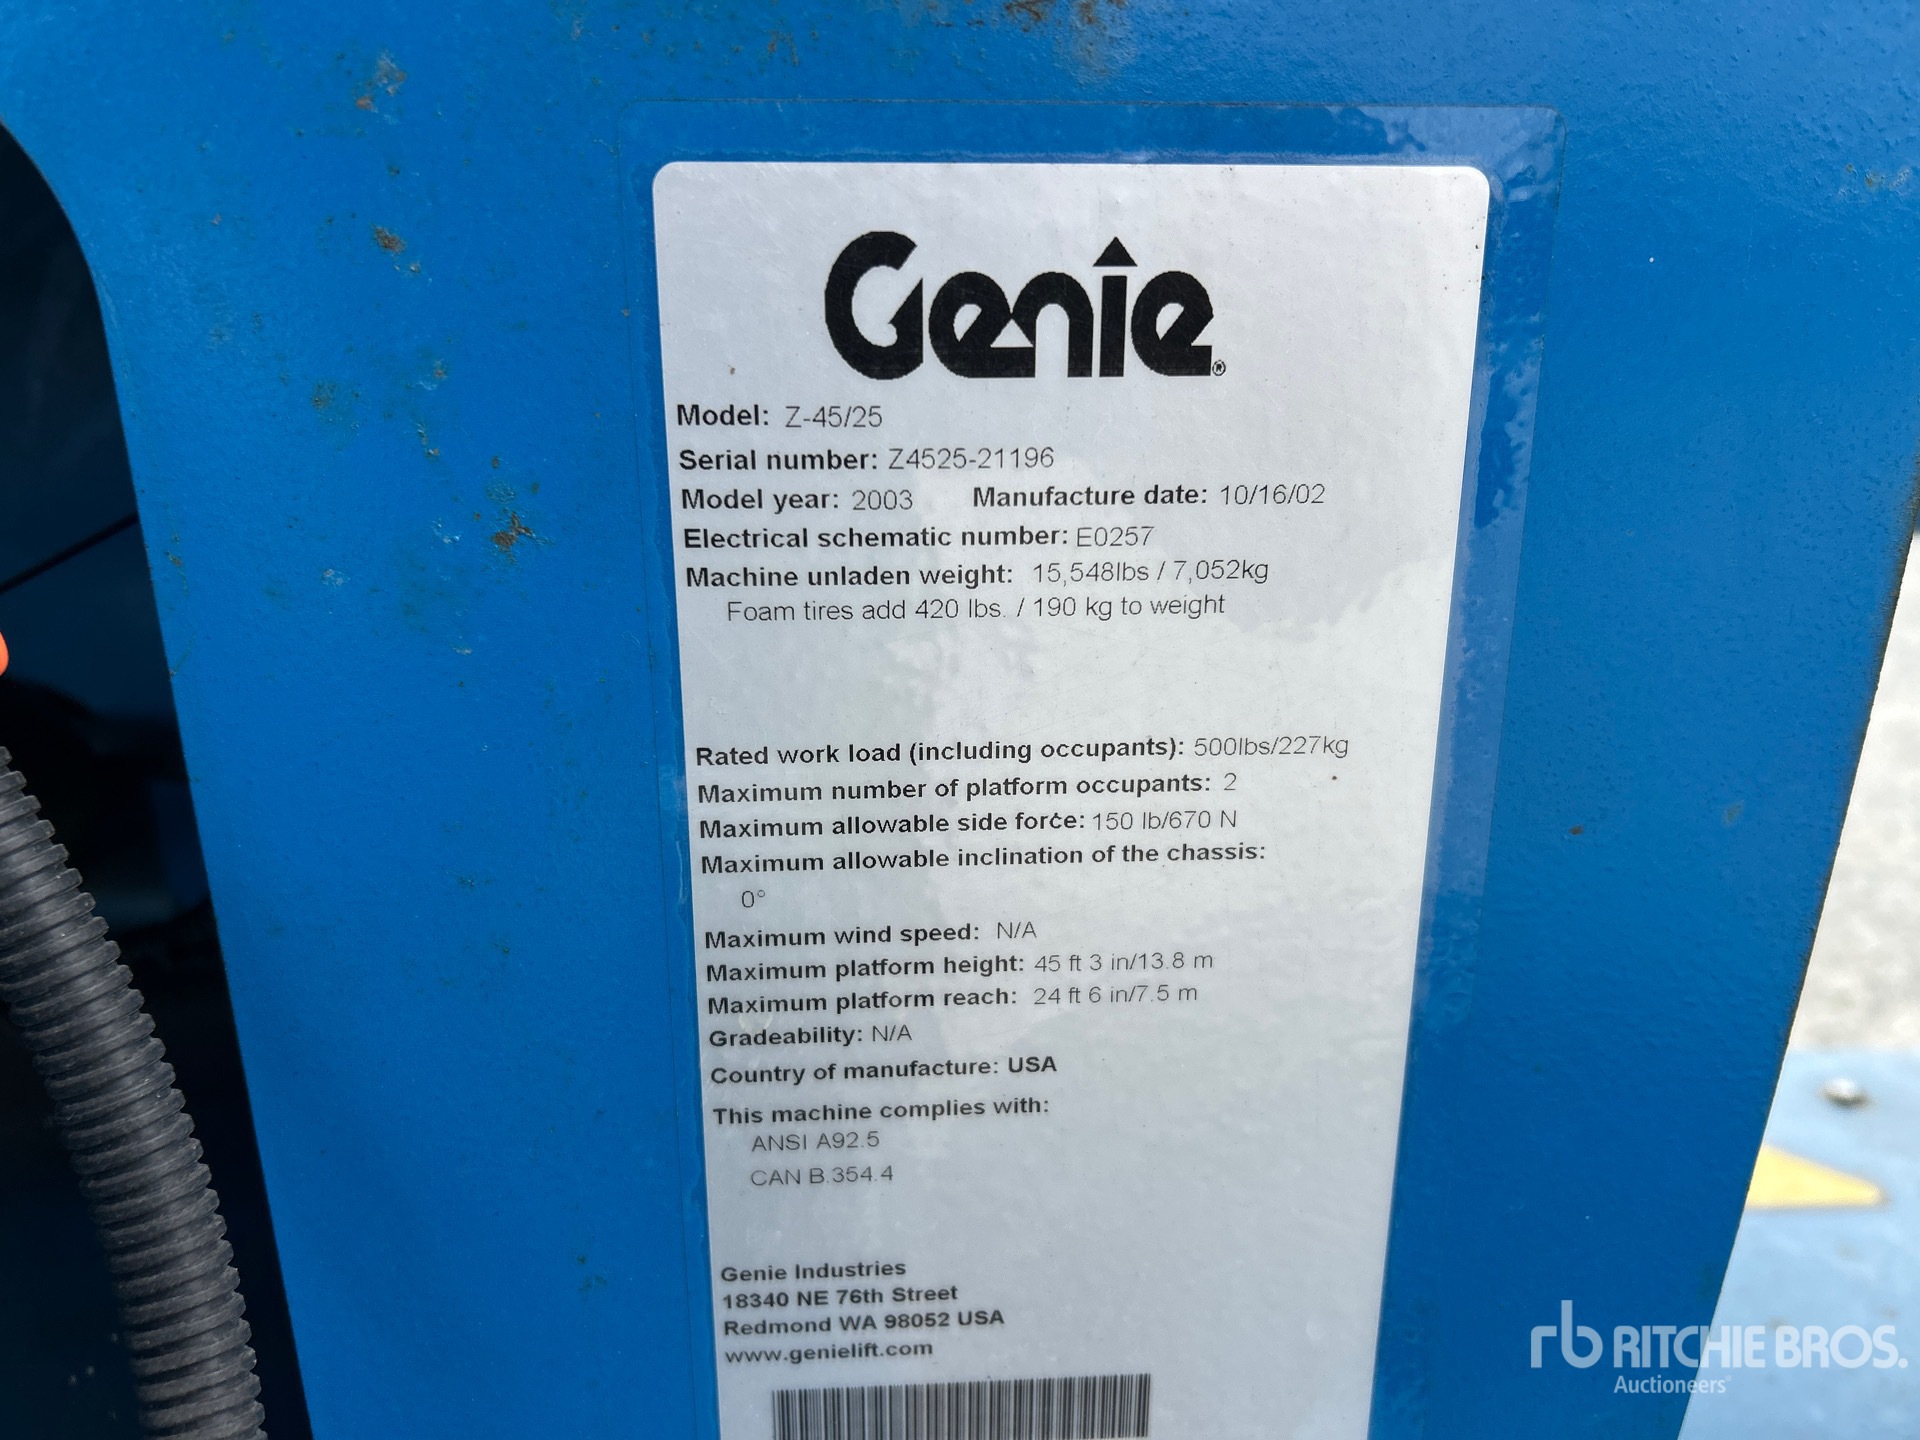 Genie®
Model: Z-45/25
Serial number: Z4525-21196
Model year: 2003 Manufacture date: 10/16/02
Electrical schematic number: E0257
Machine unladen weight: 15,548lbs / 7,052kg
Foam tires add 420 lbs. / 190 kg to weight
Rated work load (including occupants): 500lbs/227kg
Maximum number of platform occupants: 2
Maximum allowable side force: 150 lb/670 N
Maximum allowable inclination of the chassis:
0°
Maximum wind speed: N/A
Maximum platform height: 45 ft 3 in/13.8 m
Maximum platform reach: 24 ft 6 in/7.5 m
Gradeability: N/A
Country of manufacture: USA
This machine complies with:
ANSI A92.5
CAN B.354.4
Genie Industries
18340 NE 76th Street
Redmond WA 98052 USA
www.genielift.com
rb RITCHIE BROS.
Auctioneers